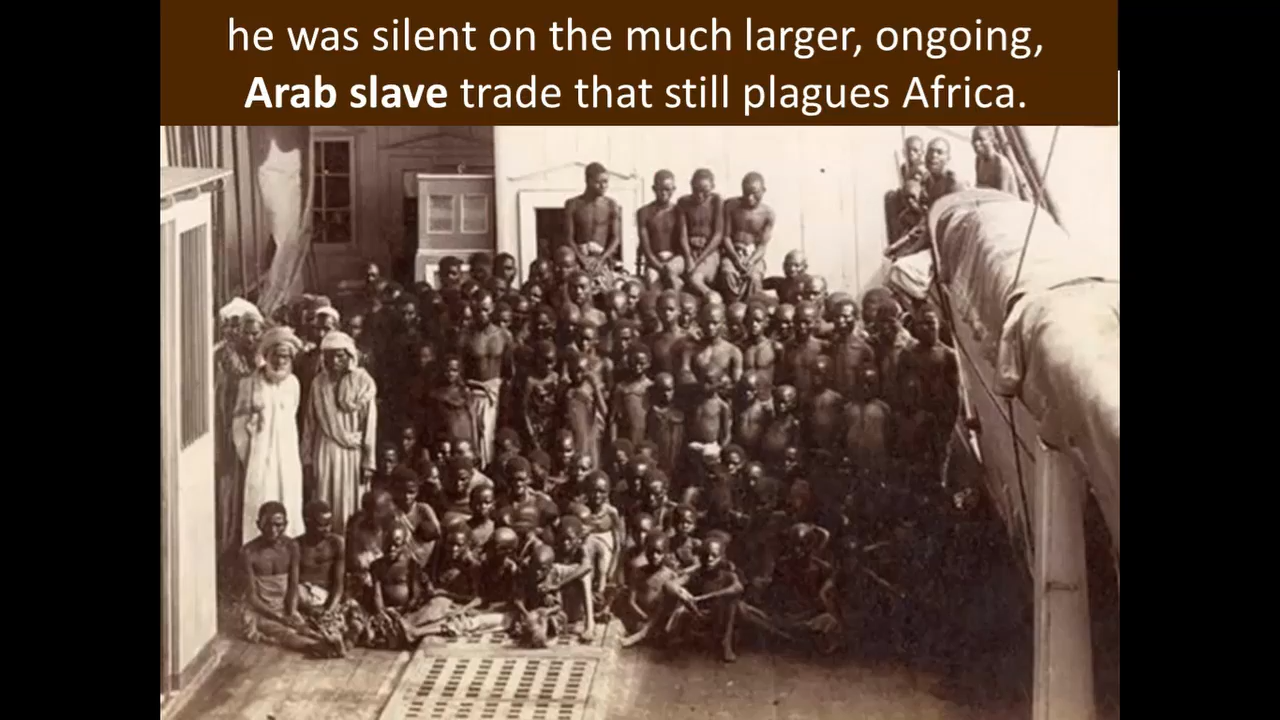 he was silent on the much larger, ongoing,
Arab slave trade that still plagues Africa.